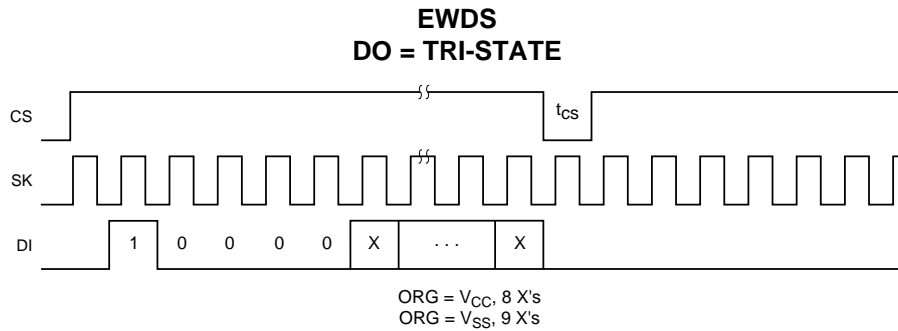 EWDS
DO = TRI-STATE
CS
tCS
SK
DI 1 0 0 0 0 X . . . X
ORG = VCC, 8 X's
ORG = VSS, 9 X's